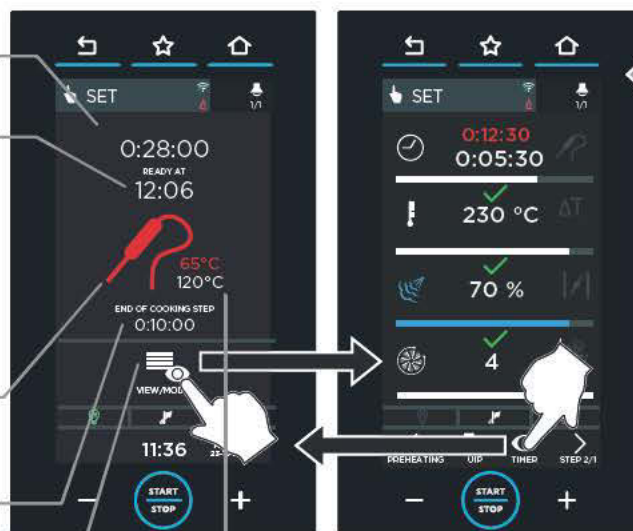 SET
1/1
0:28:00
READY AT
12:06
65°C
120°C
END OF COOKING STEP
0:10:00
11:36
START
STOP
SET
1/1
0:12:30
0:05:30
ΔT
230 °C
70 %
4
PREHEATING
TIMER
STEP 2/1
START
STOP